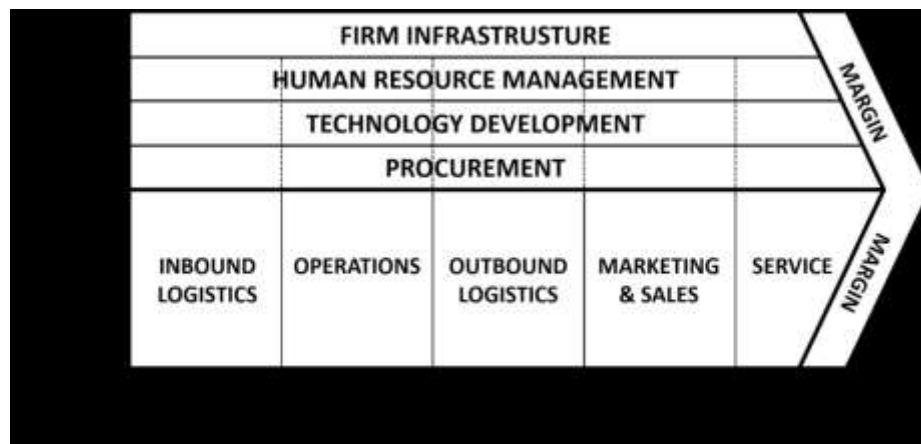 FIRM INFRASTRUSTURE
HUMAN RESOURCE MANAGEMENT
TECHNOLOGY DEVELOPMENT
PROCUREMENT
MARGIN
INBOUND
LOGISTICS
OPERATIONS
OUTBOUND
LOGISTICS
MARKETING
& SALES
SERVICE
MARGIN